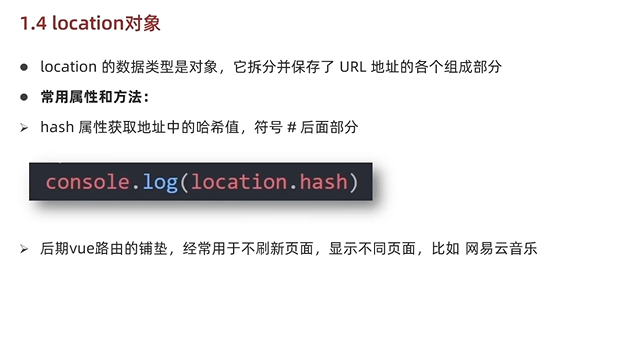 1.4 location对象
● location 的数据类型是对象，它拆分并保存了 URL 地址的各个组成部分
● 常用属性和方法：
➢ hash 属性获取地址中的哈希值，符号 # 后面部分
console.log(location.hash)
➢ 后期vue路由的铺垫，经常用于不刷新页面，显示不同页面，比如 网易云音乐